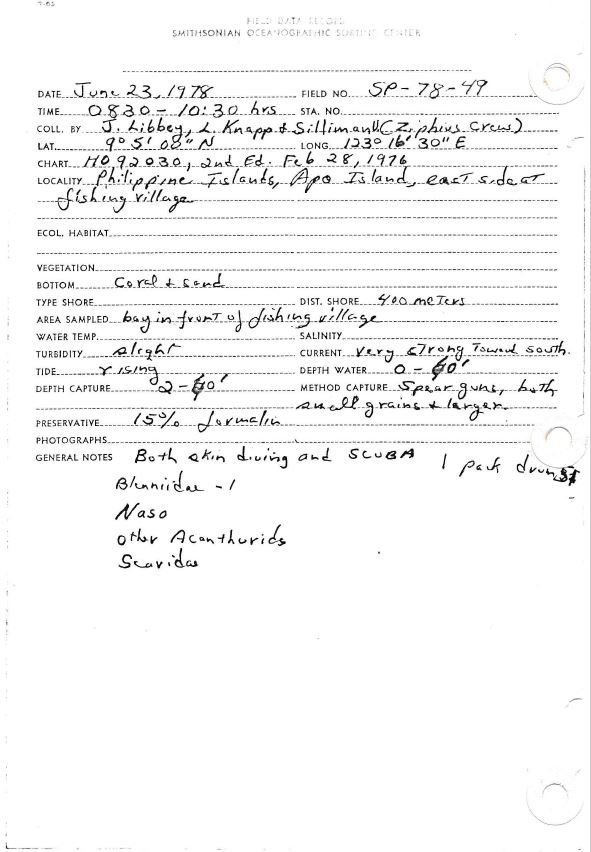 FIELD DATA RECORD
SMITHSONIAN OCEANOGRAPHIC SORTING CENTER
DATE June 23, 1978 FIELD NO. SP-78-49
TIME 0830-10:30 hrs STA. NO.
COLL. BY J. Libbey, L. Knapp & Silliman U (Ziphius Crew)
LAT. 9° 5' 08" N LONG. 123° 16' 30" E
CHART HO 92030, 2nd Ed. Feb 28, 1976
LOCALITY Philippine Islands, Apo Island, east side at
fishing village
ECOL. HABITAT
VEGETATION
BOTTOM Coral & sand
TYPE SHORE DIST. SHORE 400 meters
AREA SAMPLED bay in front of fishing village
WATER TEMP. SALINITY
TURBIDITY slight CURRENT very strong toward south.
TIDE rising DEPTH WATER 0-60'
DEPTH CAPTURE 2-60' METHOD CAPTURE Spear guns, both
small grains & larger.
PRESERVATIVE 15% formalin
PHOTOGRAPHS
GENERAL NOTES Both skin diving and SCUBA 1 pack drum
Blenniidae - 1
Naso
other Acanthurids
Scaridae